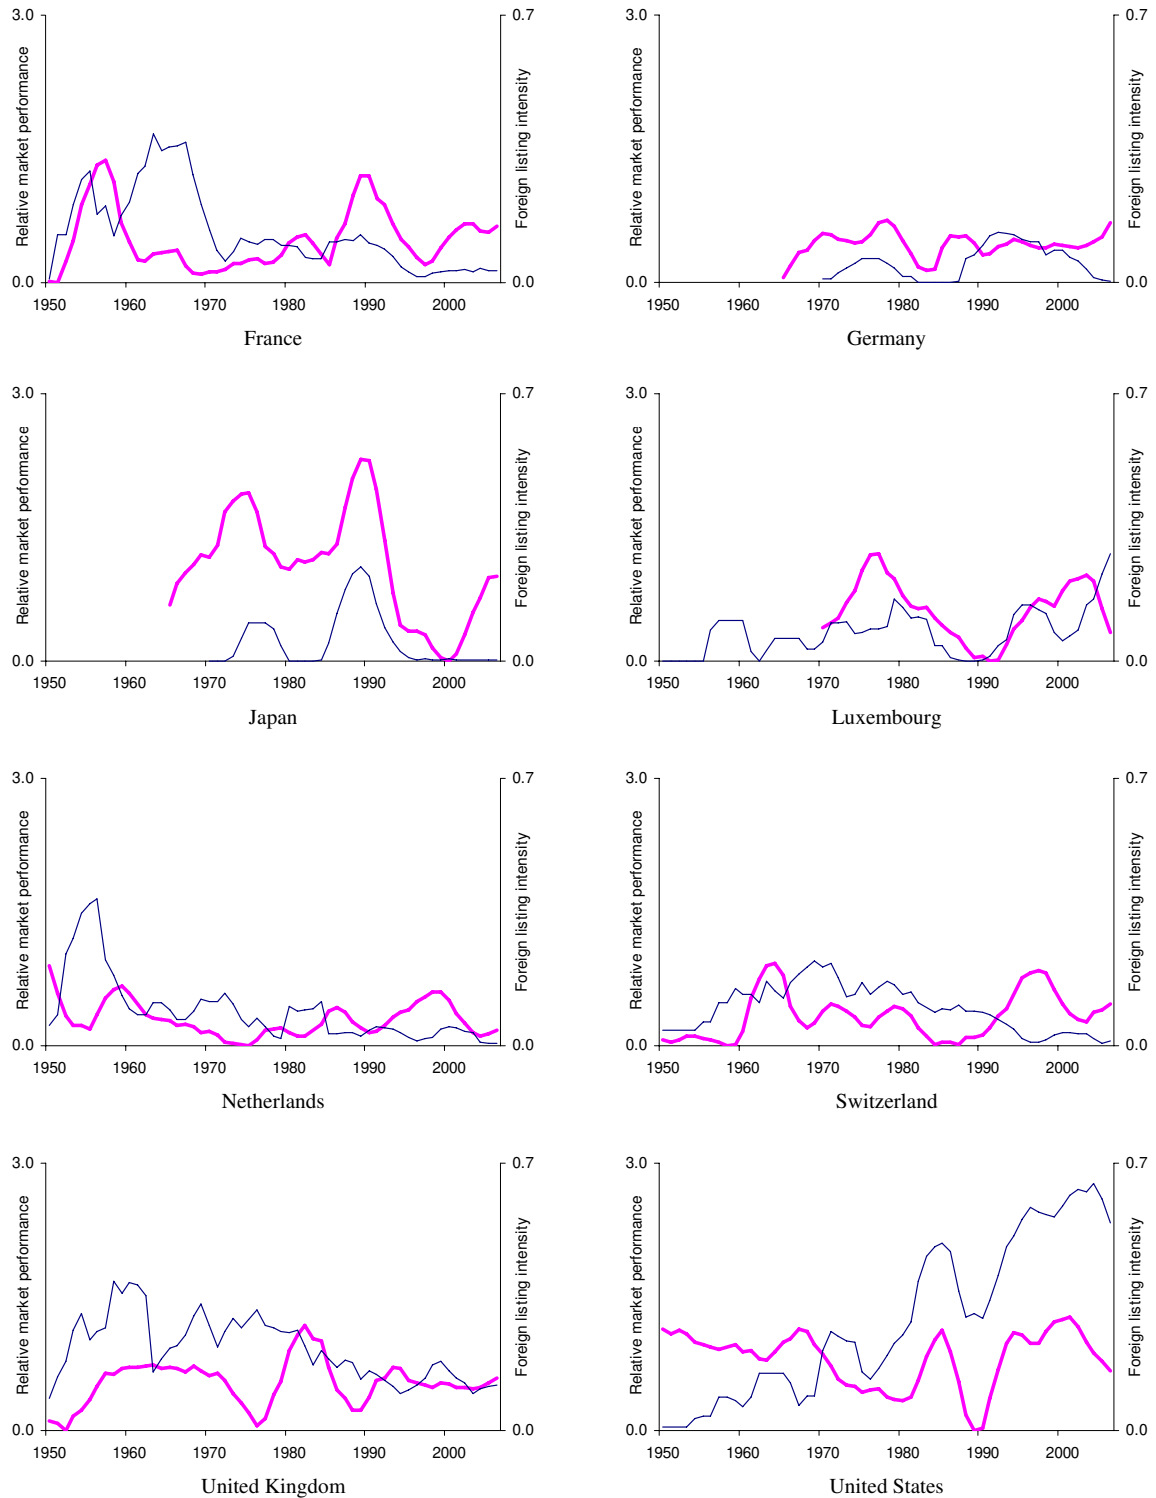 3.0 0.7
Relative market performance
Foreign listing intensity
0.0 0.0
1950 1960 1970 1980 1990 2000
France
3.0 0.7
Relative market performance
Foreign listing intensity
0.0 0.0
1950 1960 1970 1980 1990 2000
Germany
3.0 0.7
Relative market performance
Foreign listing intensity
0.0 0.0
1950 1960 1970 1980 1990 2000
Japan
3.0 0.7
Relative market performance
Foreign listing intensity
0.0 0.0
1950 1960 1970 1980 1990 2000
Luxembourg
3.0 0.7
Relative market performance
Foreign listing intensity
0.0 0.0
1950 1960 1970 1980 1990 2000
Netherlands
3.0 0.7
Relative market performance
Foreign listing intensity
0.0 0.0
1950 1960 1970 1980 1990 2000
Switzerland
3.0 0.7
Relative market performance
Foreign listing intensity
0.0 0.0
1950 1960 1970 1980 1990 2000
United Kingdom
3.0 0.7
Relative market performance
Foreign listing intensity
0.0 0.0
1950 1960 1970 1980 1990 2000
United States